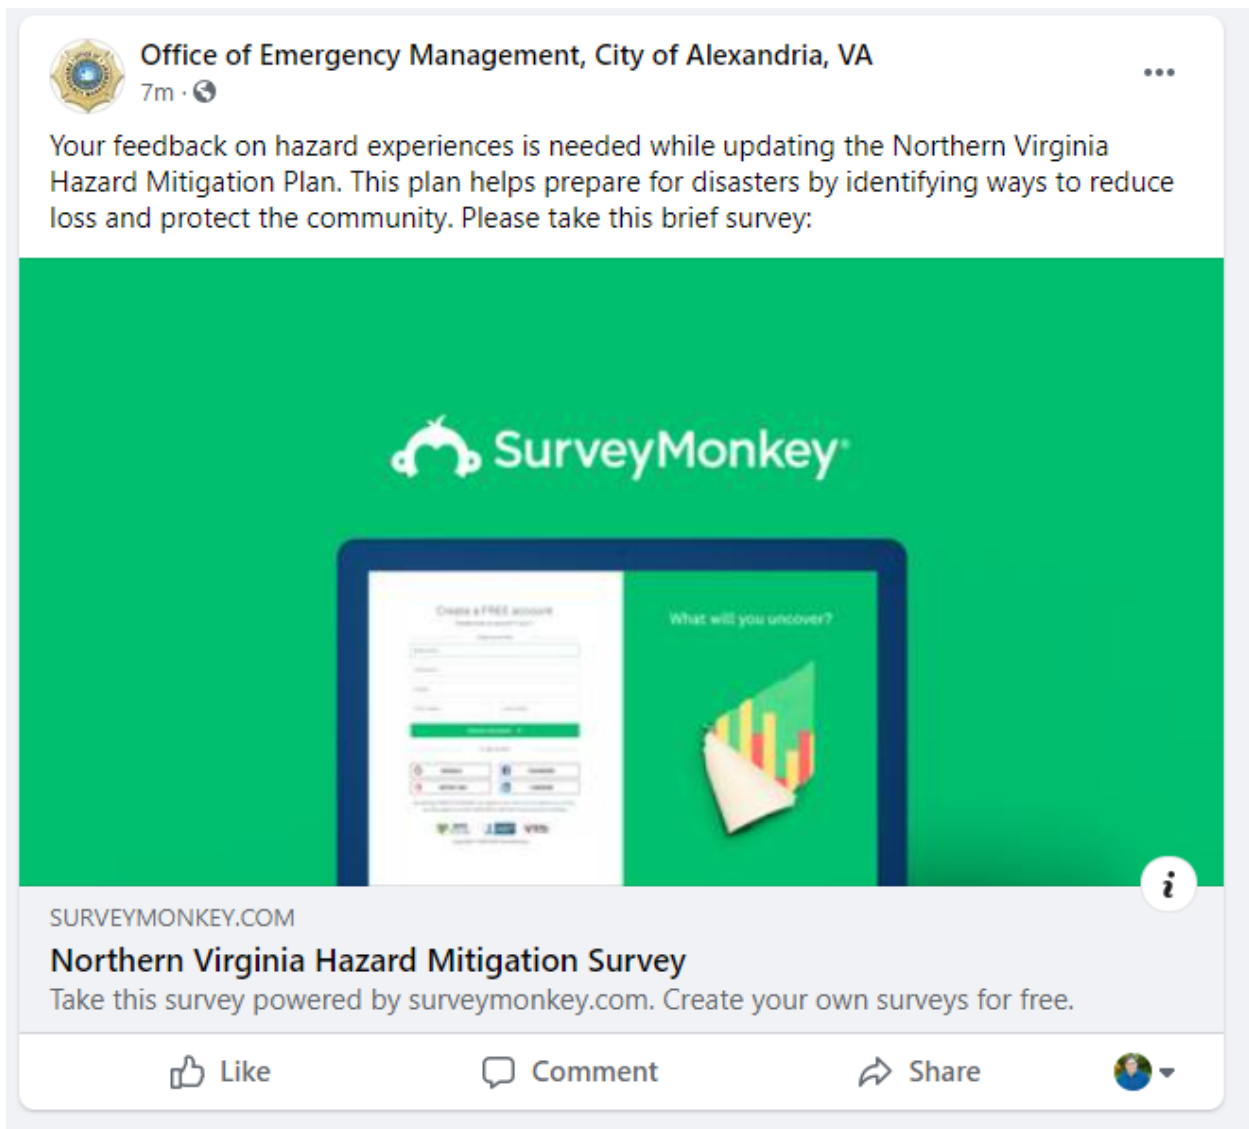 Office of Emergency Management, City of Alexandria, VA
7m ·
Your feedback on hazard experiences is needed while updating the Northern Virginia
Hazard Mitigation Plan. This plan helps prepare for disasters by identifying ways to reduce
loss and protect the community. Please take this brief survey:
SurveyMonkey®
Create a FREE account
What will you uncover?
SURVEYMONKEY.COM
Northern Virginia Hazard Mitigation Survey
Take this survey powered by surveymonkey.com. Create your own surveys for free.
Like
Comment
Share